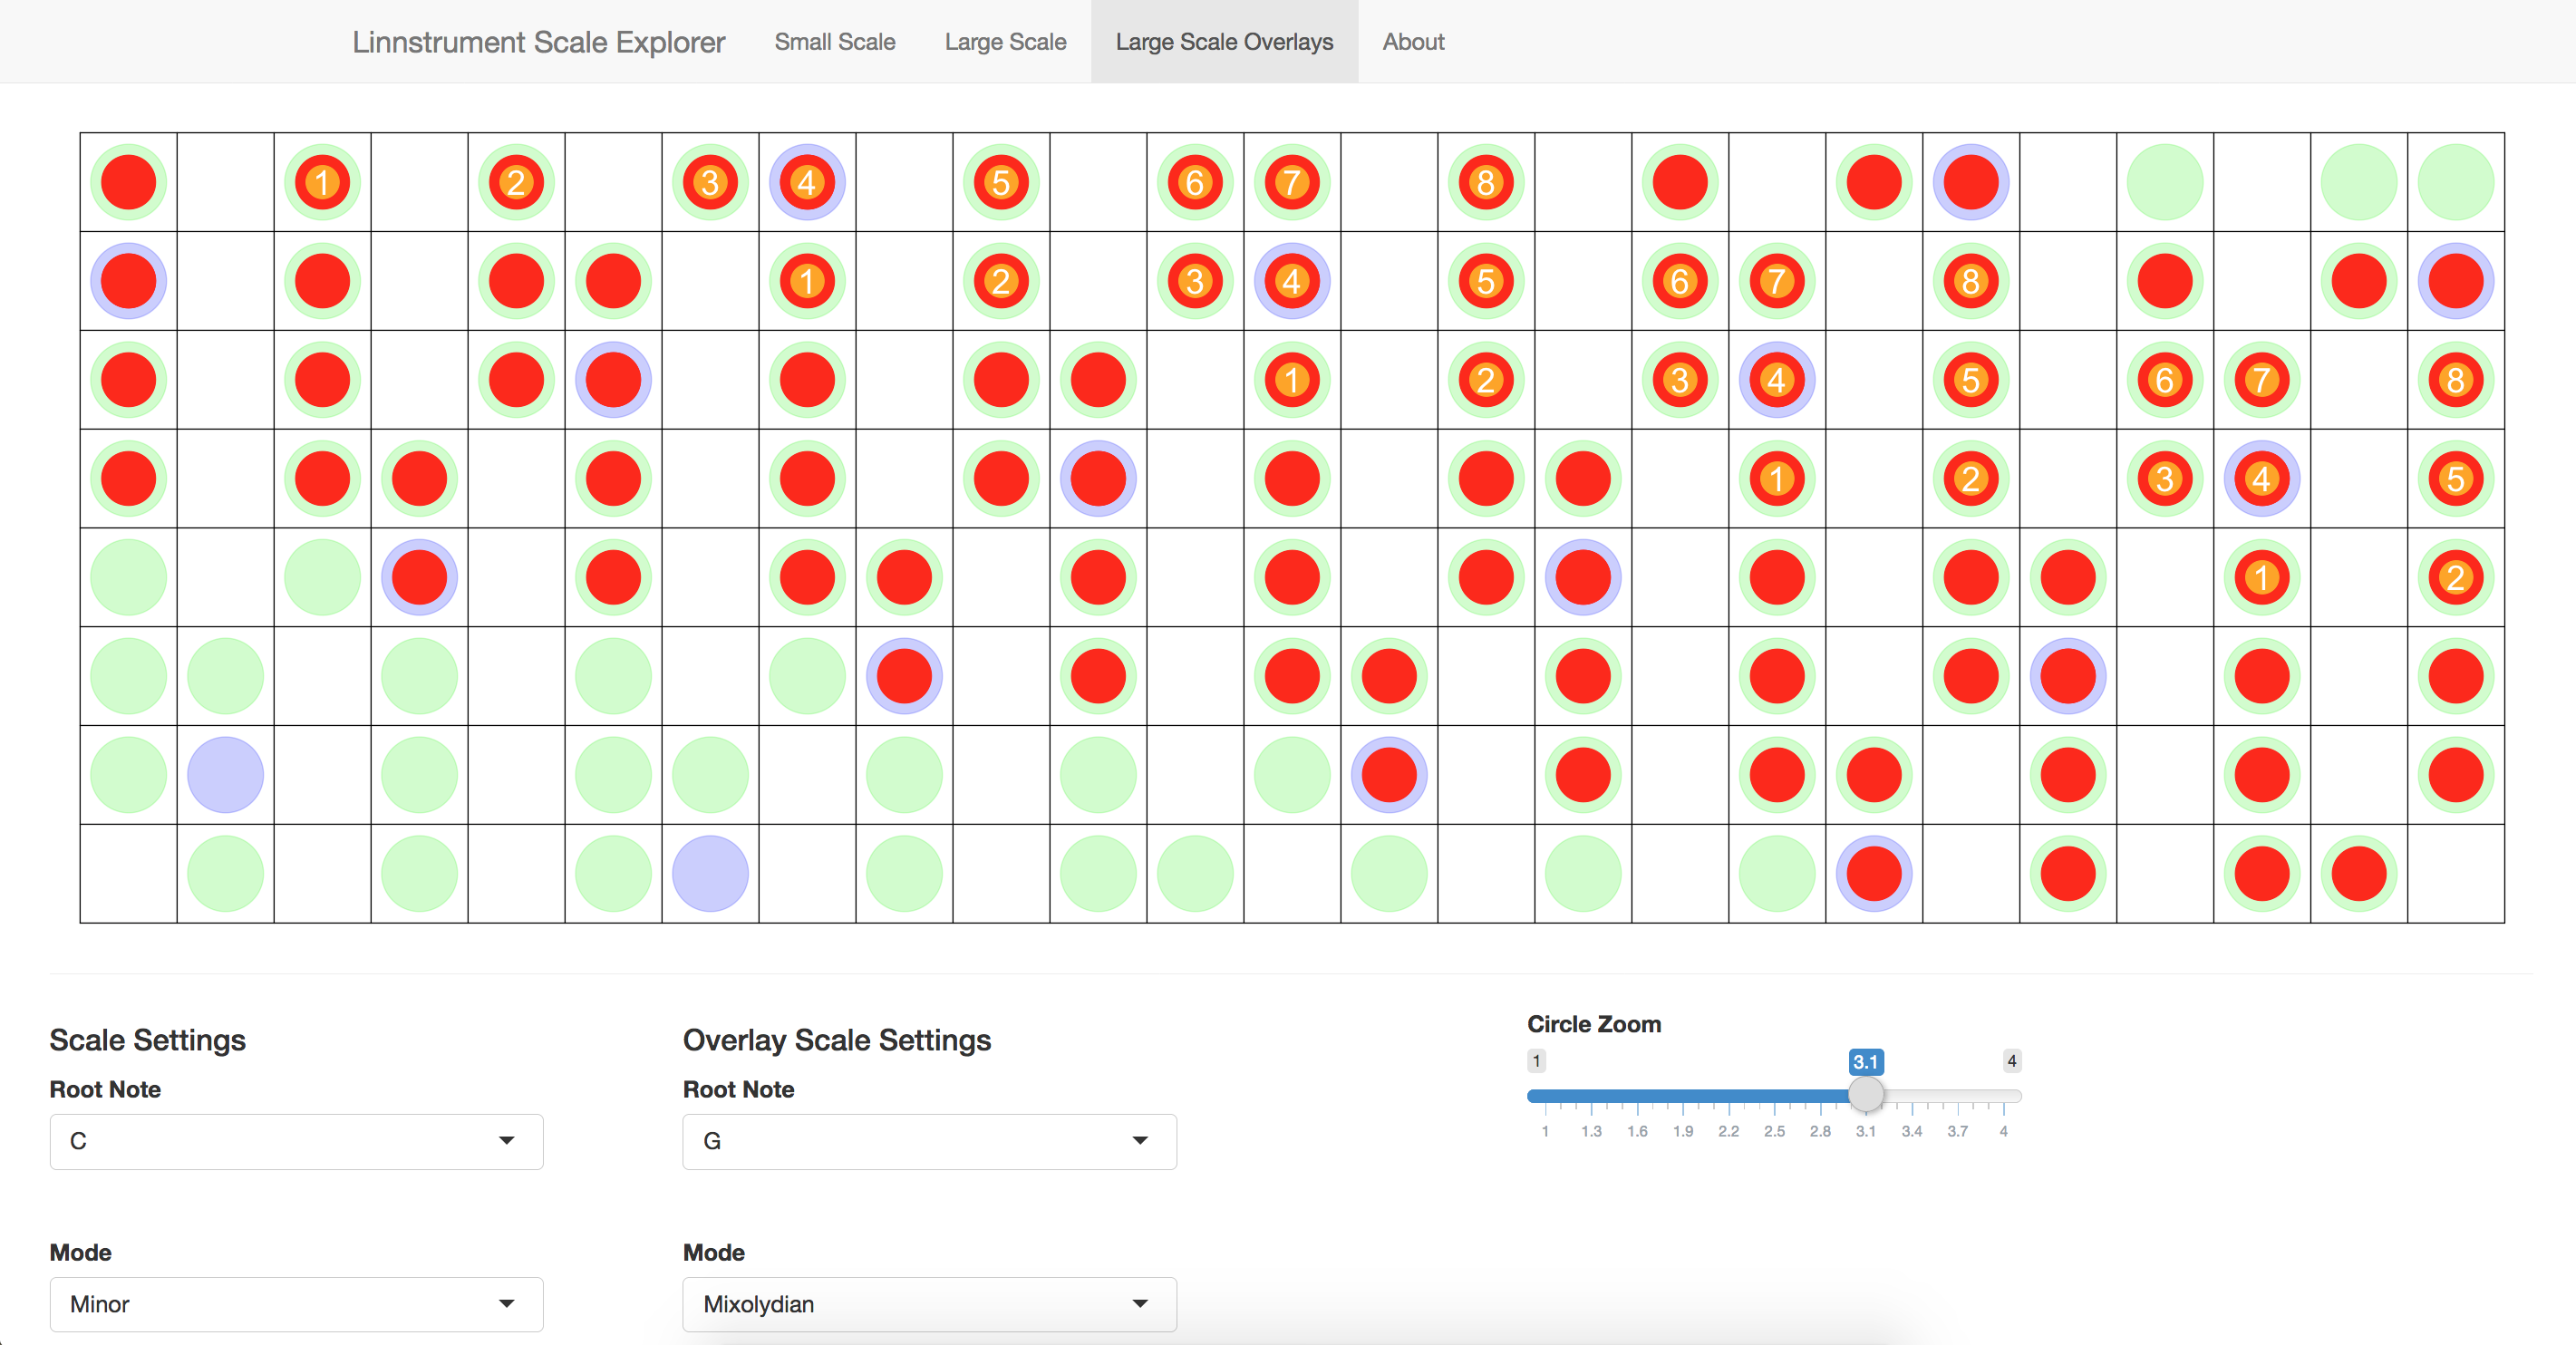 Linnstrument Scale Explorer Small Scale Large Scale Large Scale Overlays About
1 2 3 4 5 6 7 8
1 2 3 4 5 6 7 8
1 2 3 4 5 6 7 8
1 2 3 4 5
1 2
Scale Settings
Root Note
C
Mode
Minor
Overlay Scale Settings
Root Note
G
Mode
Mixolydian
Circle Zoom
1 3.1 4
1 1.3 1.6 1.9 2.2 2.5 2.8 3.1 3.4 3.7 4